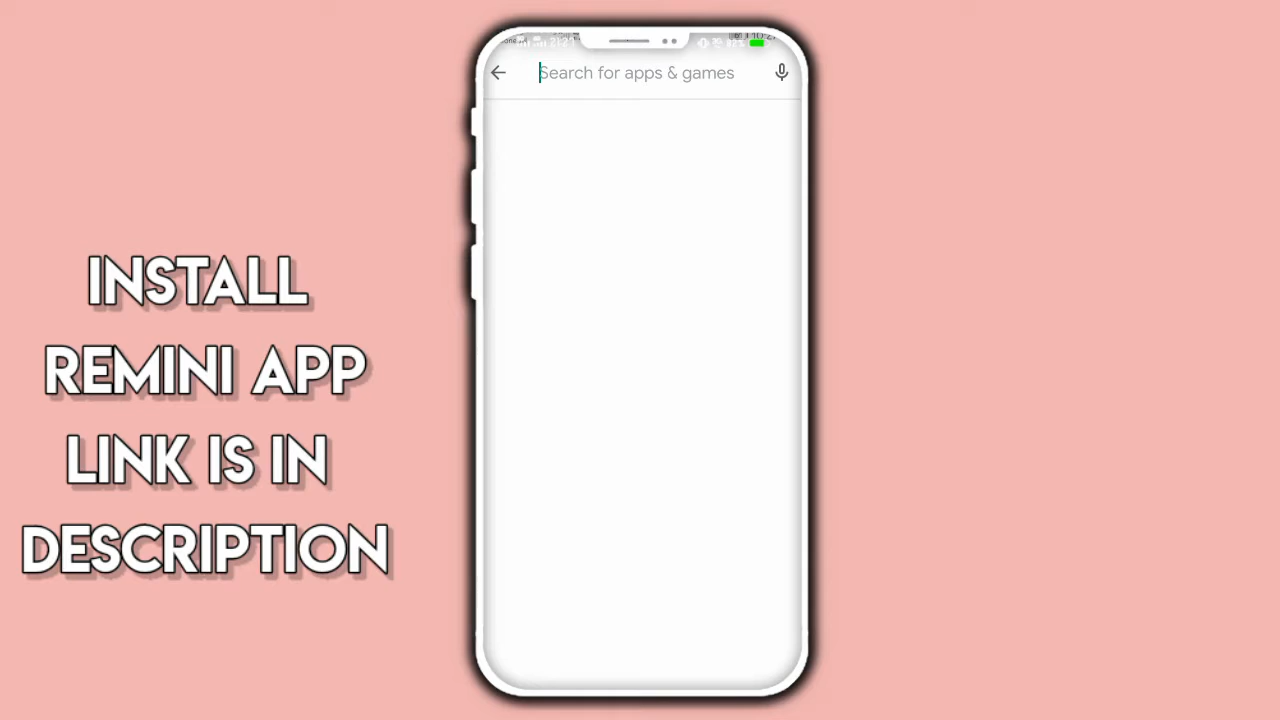 Search for apps & games
INSTALL
REMINI APP
LINK IS IN
DESCRIPTION